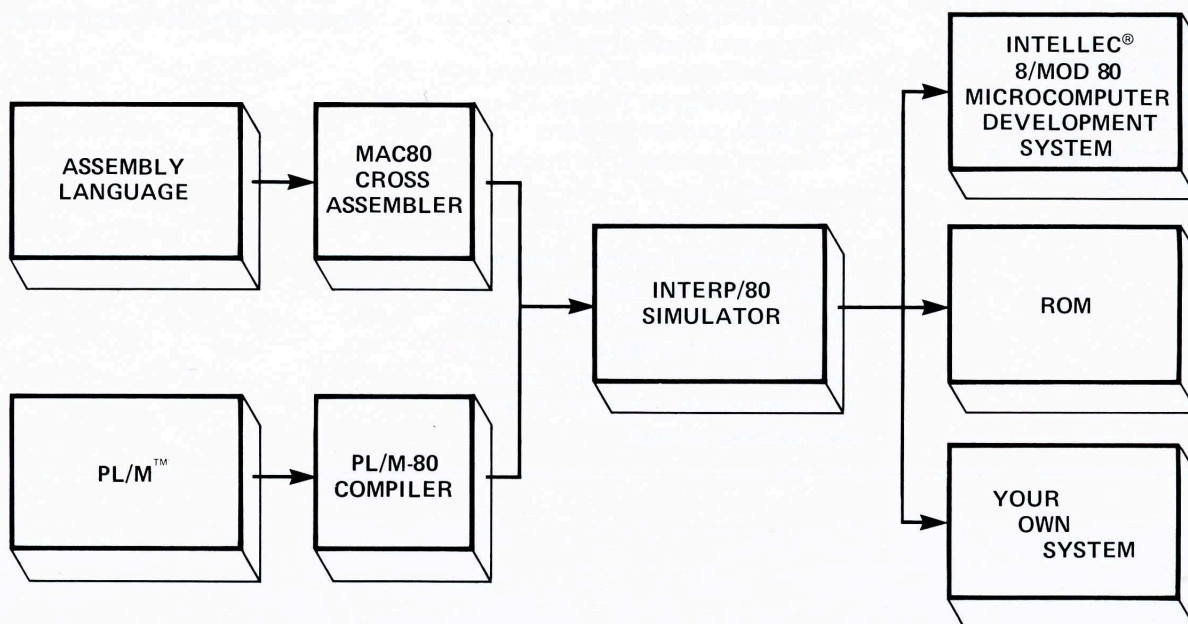 ASSEMBLY
LANGUAGE
MAC80
CROSS
ASSEMBLER
PL/M™
PL/M-80
COMPILER
INTERP/80
SIMULATOR
INTELLEC®
8/MOD 80
MICROCOMPUTER
DEVELOPMENT
SYSTEM
ROM
YOUR
OWN
SYSTEM